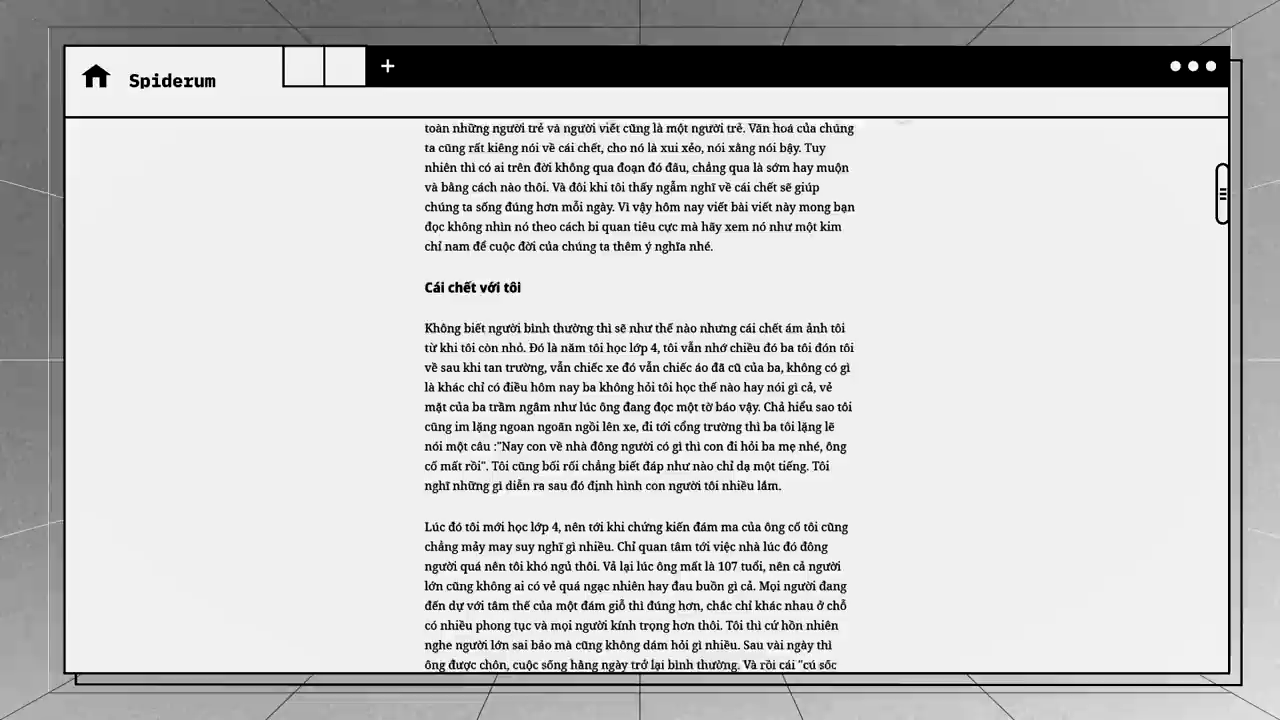 Spiderum
toàn những người trẻ và người viết cũng là một người trẻ. Văn hoá của chúng
ta cũng rất kiêng nói về cái chết, cho nó là xui xẻo, nói xằng nói bậy. Tuy
nhiên thì có ai trên đời không qua đoạn đó đâu, chẳng qua là sớm hay muộn
và bằng cách nào thôi. Và đôi khi tôi thấy ngẫm nghĩ về cái chết sẽ giúp
chúng ta sống đúng hơn mỗi ngày. Vì vậy hôm nay viết bài viết này mong bạn
đọc không nhìn nó theo cách bi quan tiêu cực mà hãy xem nó như một kim
chỉ nam để cuộc đời của chúng ta thêm ý nghĩa nhé.
Cái chết với tôi
Không biết người bình thường thì sẽ như thế nào nhưng cái chết ám ảnh tôi
từ khi tôi còn nhỏ. Đó là năm tôi học lớp 4, tôi vẫn nhớ chiều đó ba tôi đón tôi
về sau khi tan trường, vẫn chiếc xe đó vẫn chiếc áo đã cũ của ba, không có gì
là khác chỉ có điều hôm nay ba không hỏi tôi học thế nào hay nói gì cả, vẻ
mặt của ba trầm ngâm như lúc ông đang đọc một tờ báo vậy. Chả hiểu sao tôi
cũng im lặng ngoan ngoãn ngồi lên xe, đi tới cổng trường thì ba tôi lặng lẽ
nói một câu :"Nay con về nhà đông người có gì thì con đi hỏi ba mẹ nhé, ông
cố mất rồi". Tôi cũng bối rối chẳng biết đáp như nào chỉ dạ một tiếng. Tôi
nghĩ những gì diễn ra sau đó định hình con người tôi nhiều lắm.
Lúc đó tôi mới học lớp 4, nên tới khi chứng kiến đám ma của ông cố tôi cũng
chẳng mảy may suy nghĩ gì nhiều. Chỉ quan tâm tới việc nhà lúc đó đông
người quá nên tôi khó ngủ thôi. Vả lại lúc ông mất là 107 tuổi, nên cả người
lớn cũng không ai có vẻ quá ngạc nhiên hay đau buồn gì cả. Mọi người đang
đến dự với tâm thế của một đám giỗ thì đúng hơn, chắc chỉ khác nhau ở chỗ
có nhiều phong tục và mọi người kính trọng hơn thôi. Tôi thì cứ hồn nhiên
nghe người lớn sai bảo mà cũng không dám hỏi gì nhiều. Sau vài ngày thì
ông được chôn, cuộc sống hằng ngày trở lại bình thường. Và rồi cái "cú sốc